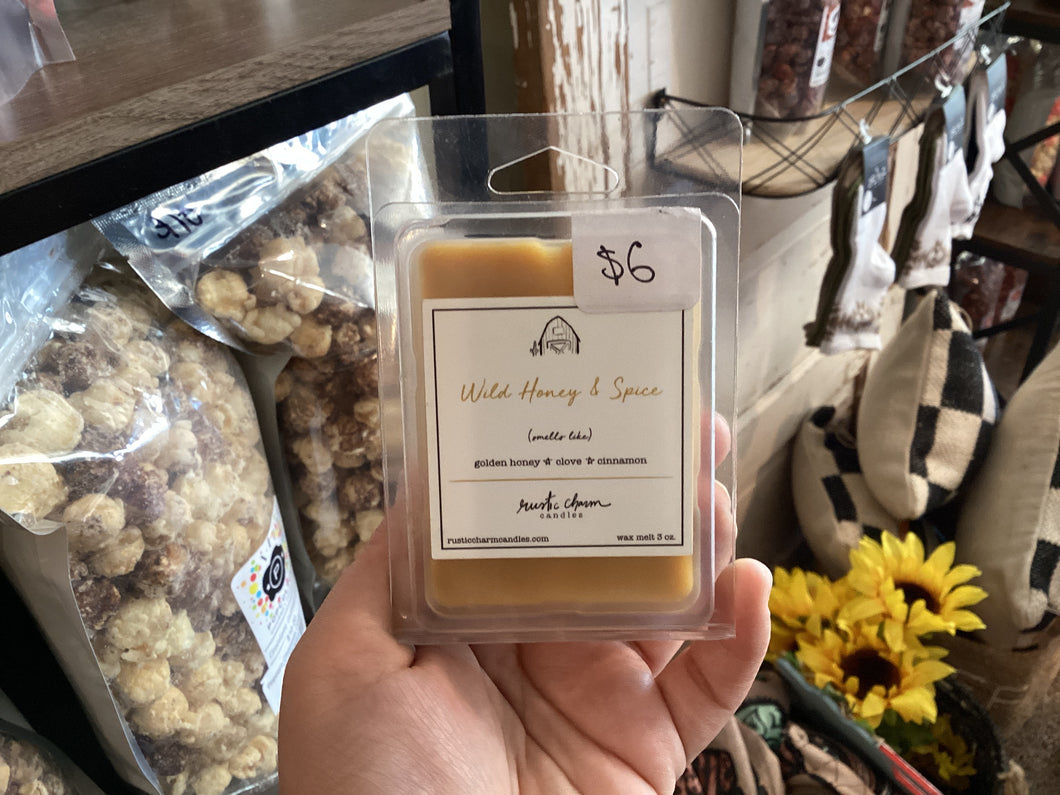 $6
Wild Honey & Spice
(smells like)
golden honey ☆ clove ☆ cinnamon
rustic charm
candles
rusticcharmcandles.com wax melt 3 oz.